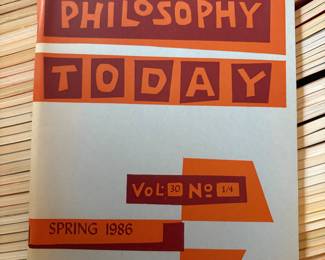 PHILOSOPHY
TODAY
VOL: 30 No 1/4
SPRING 1986